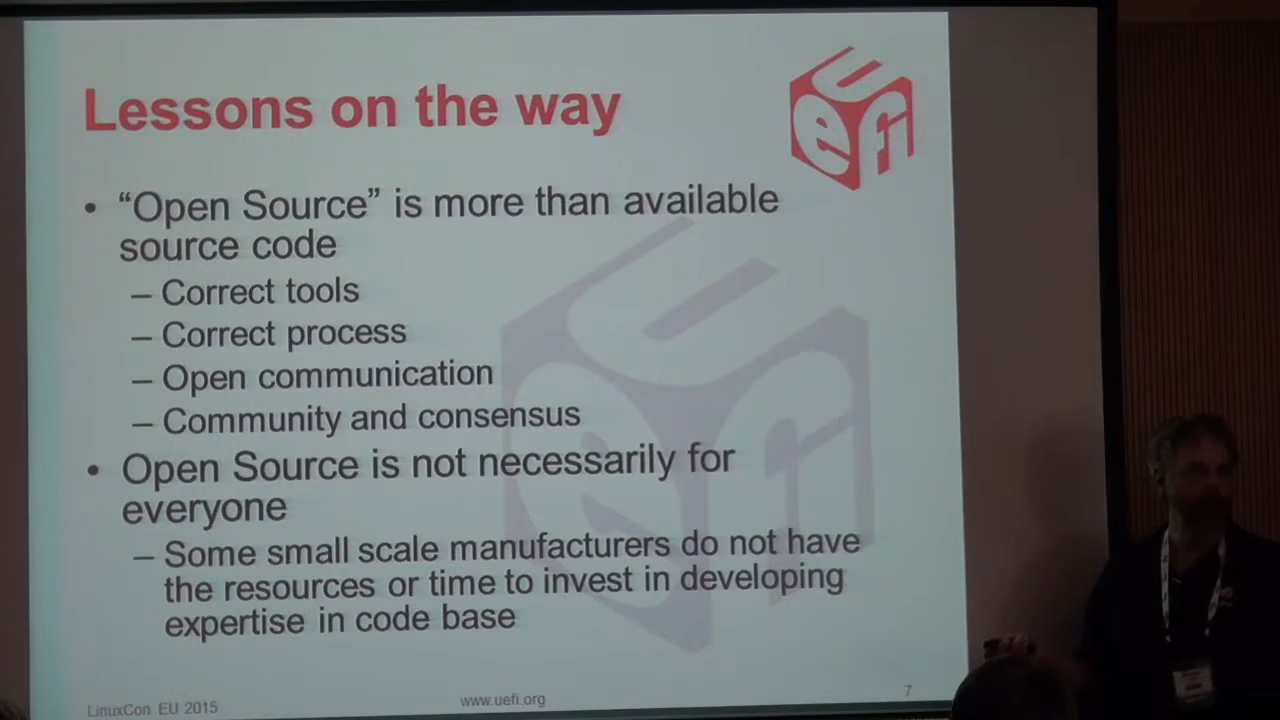 Lessons on the way
UEFI
• “Open Source” is more than available
source code
– Correct tools
– Correct process
– Open communication
– Community and consensus
• Open Source is not necessarily for
everyone
– Some small scale manufacturers do not have
the resources or time to invest in developing
expertise in code base
LinuxCon EU 2015
www.uefi.org
7